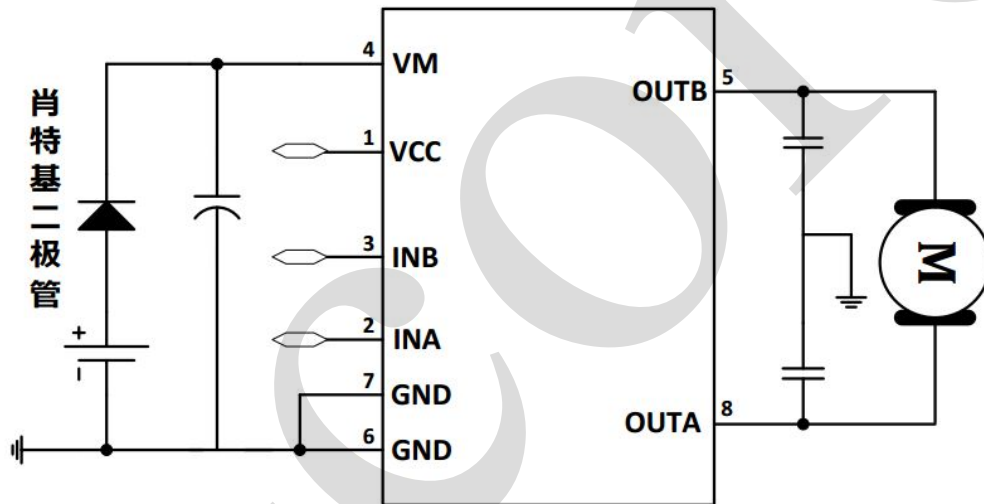 肖特基二极管
+
−
4 VM
1 VCC
3 INB
2 INA
7 GND
6 GND
OUTB 5
OUTA 8
M